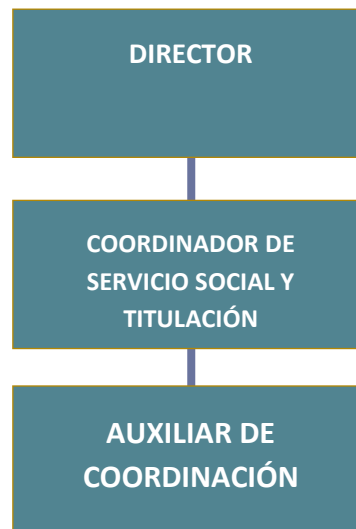 DIRECTOR
COORDINADOR DE
SERVICIO SOCIAL Y
TITULACIÓN
AUXILIAR DE
COORDINACIÓN